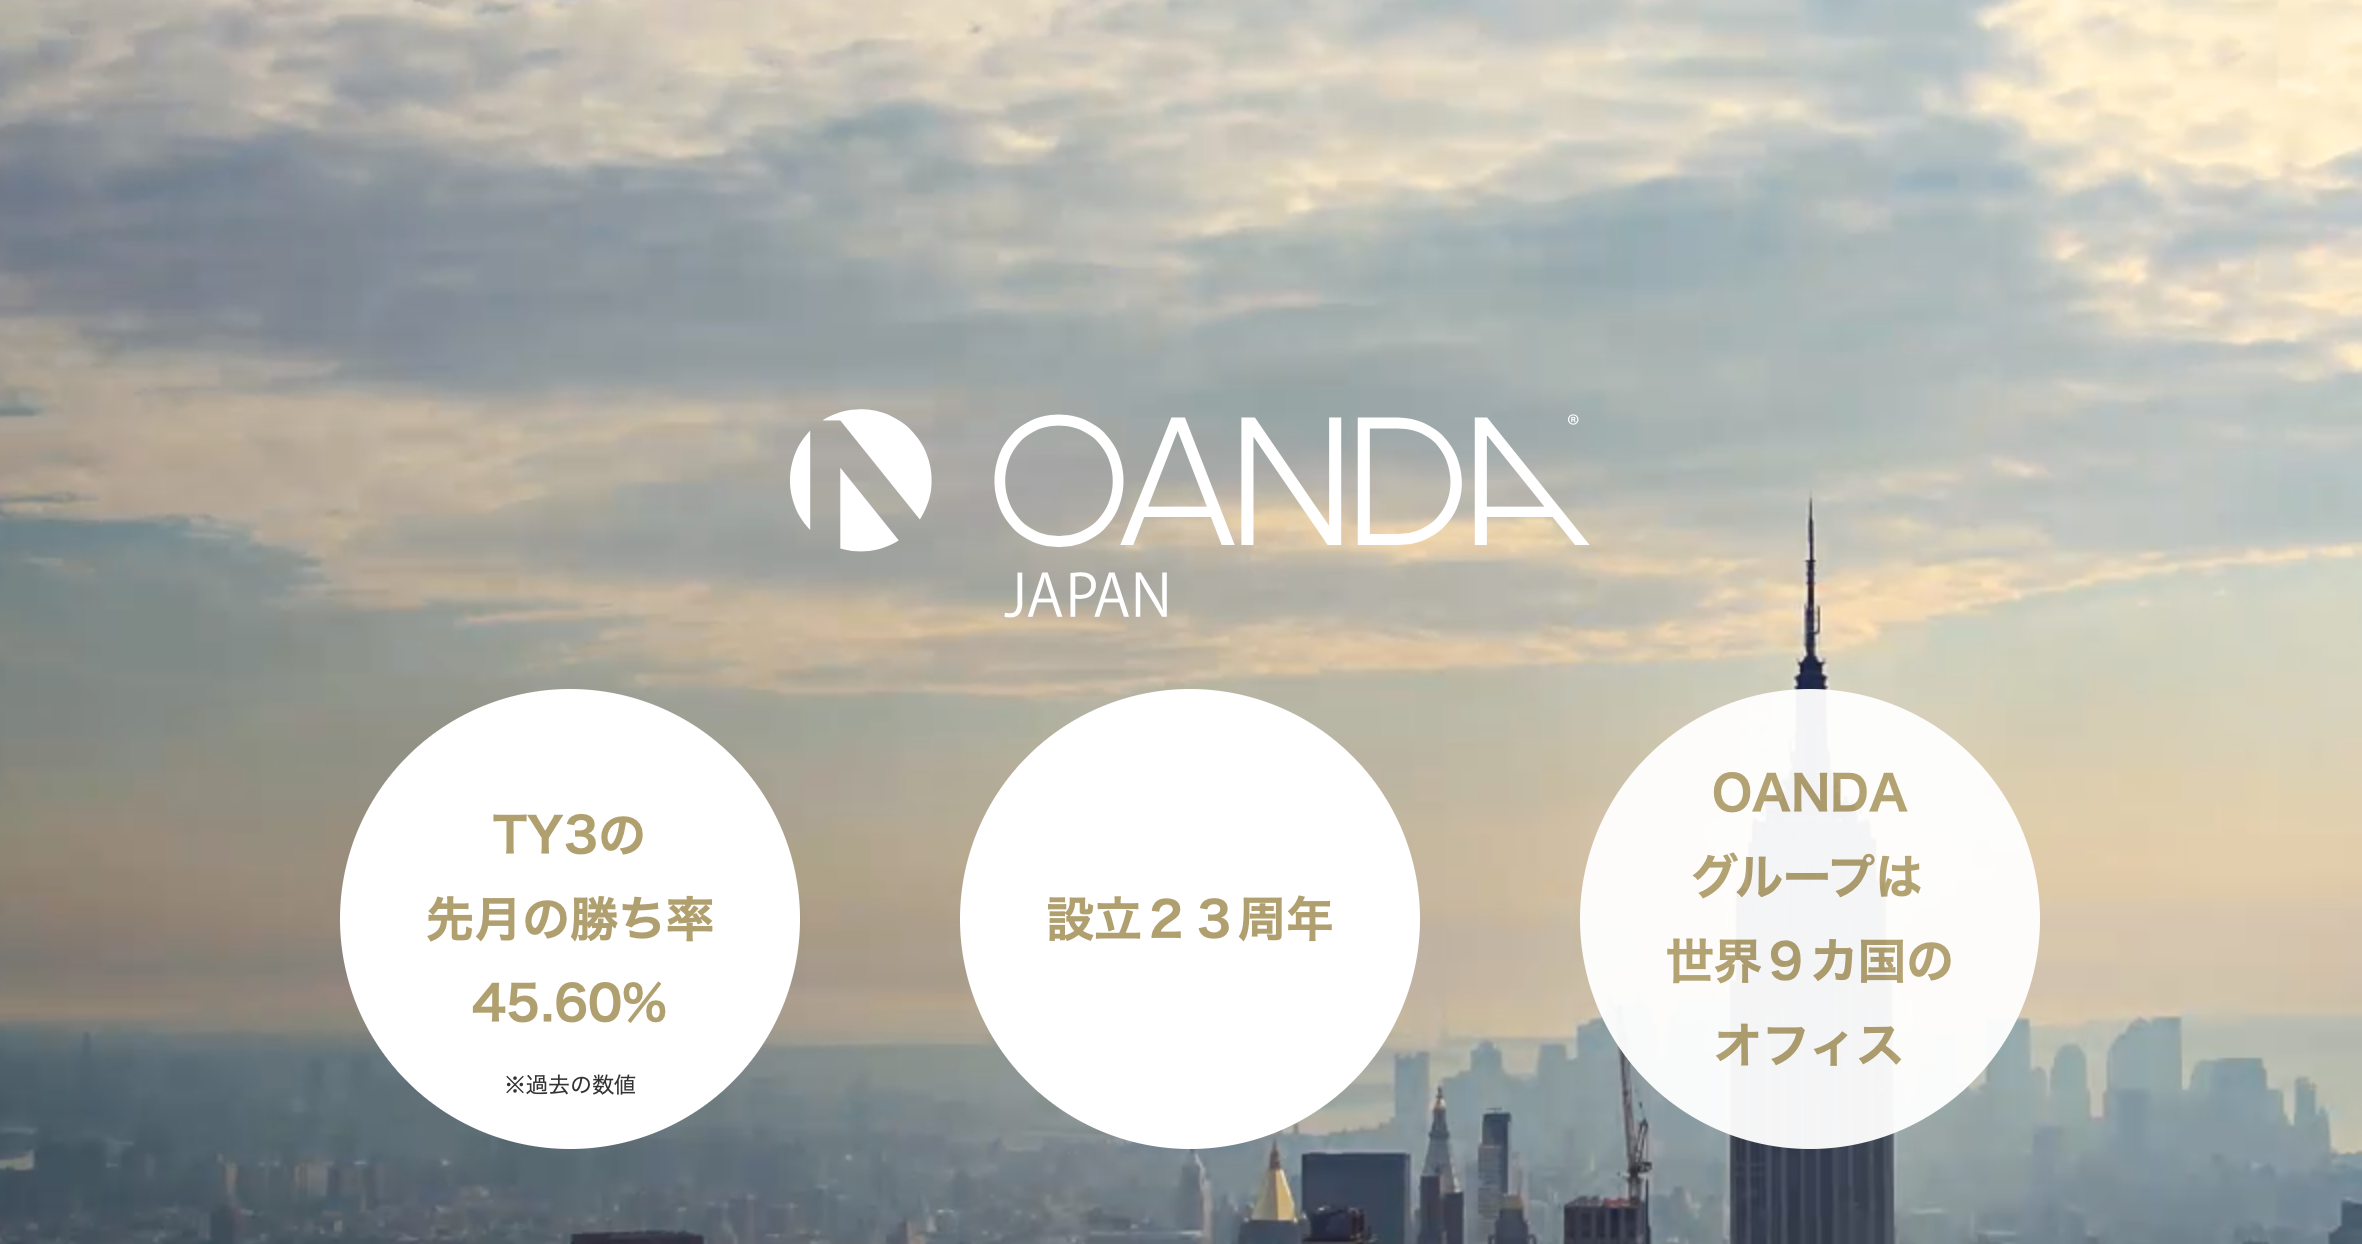 OANDA®
JAPAN
TY3の
先月の勝ち率
45.60%
※過去の数値
設立２３周年
OANDA
グループは
世界９カ国の
オフィス